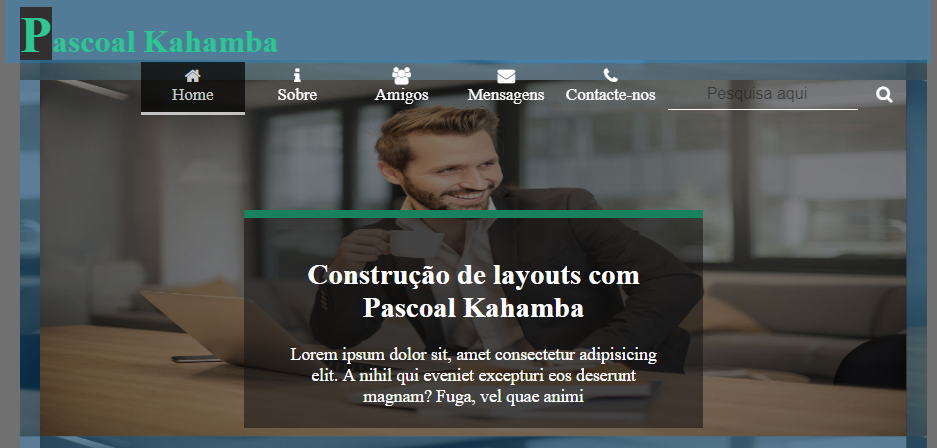 Pascoal Kahamba
Home
Sobre
Amigos
Mensagens
Contacte-nos
Pesquisa aqui
Construção de layouts com
Pascoal Kahamba
Lorem ipsum dolor sit, amet consectetur adipisicing
elit. A nihil qui eveniet excepturi eos deserunt
magnam? Fuga, vel quae animi